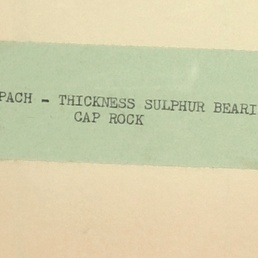 PACH - THICKNESS SULPHUR BEARI
CAP ROCK